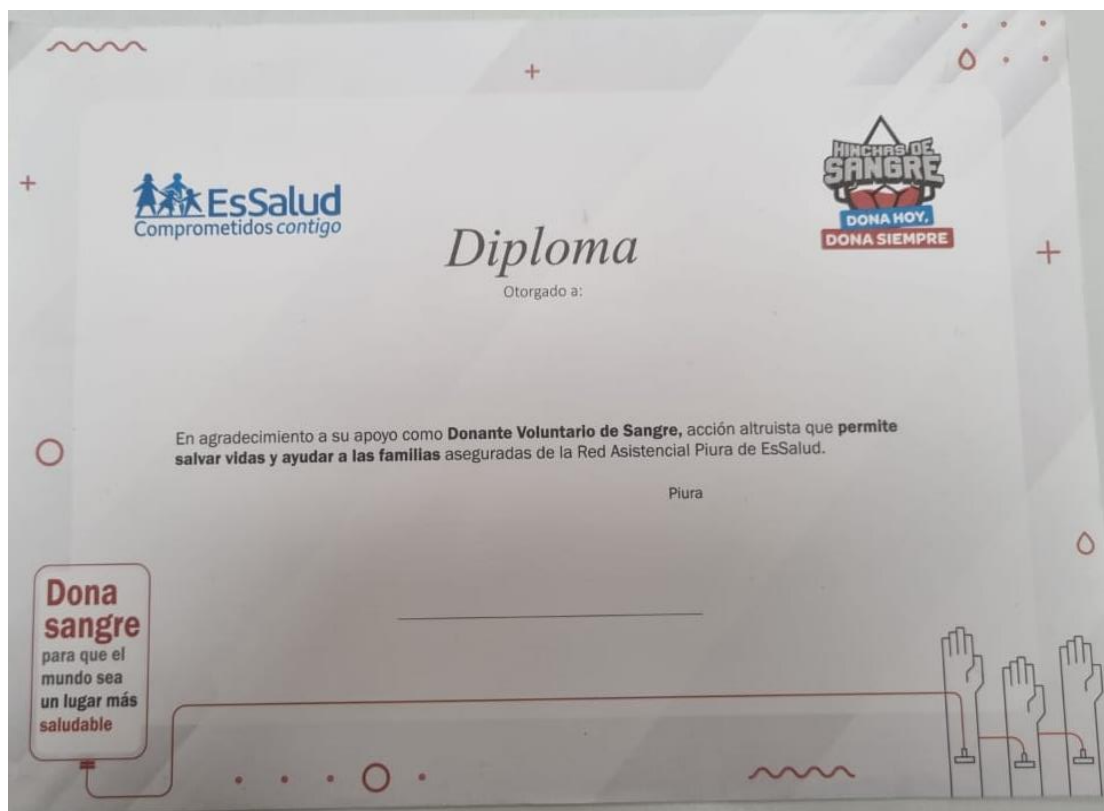 EsSalud
Comprometidos contigo
HINCHAS DE
SANGRE
DONA HOY,
DONA SIEMPRE
Diploma
Otorgado a:
En agradecimiento a su apoyo como Donante Voluntario de Sangre, acción altruista que permite
salvar vidas y ayudar a las familias aseguradas de la Red Asistencial Piura de EsSalud.
Piura
Dona
sangre
para que el
mundo sea
un lugar más
saludable